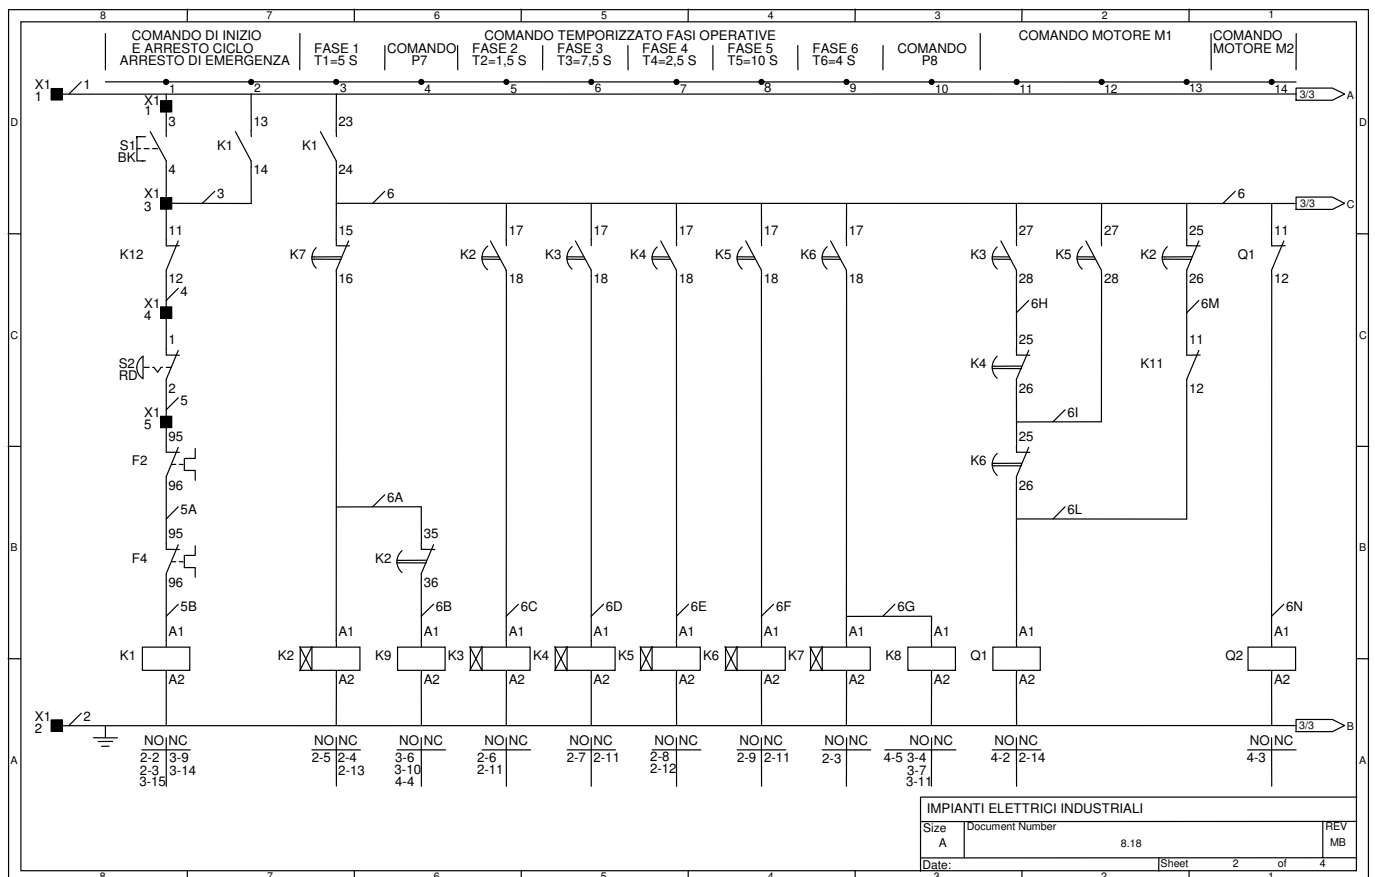 8 7 6 5 4 3 2 1
COMANDO DI INIZIO
E ARRESTO CICLO
ARRESTO DI EMERGENZA
COMANDO TEMPORIZZATO FASI OPERATIVE
FASE 1
T1=5 S
COMANDO
P7
FASE 2
T2=1,5 S
FASE 3
T3=7,5 S
FASE 4
T4=2,5 S
FASE 5
T5=10 S
FASE 6
T6=4 S
COMANDO
P8
COMANDO MOTORE M1
COMANDO
MOTORE M2
X1
1
1
1 2 3 4 5 6 7 8 9 10 11 12 13 14
3/3 A
X1
1
D D
3 13 23
S1
BK
K1 K1
4 14 24
X1
3
3 6 6
3/3 C
11 15 17 17 17 17 17 27 27 25 11
K12 K7 K2 K3 K4 K5 K6 K3 K5 K2 Q1
12 16 18 18 18 18 18 28 28 26 12
4 6H 6M
X1
4
C C
1 25 11
S2
RD
K4 K11
2 26 12
5
X1
5
6I
95 25
F2 K6
96 26
6A
5A 6L
95 35
F4 K2
B B
96 36
5B 6B 6C 6D 6E 6F 6G 6N
A1 A1 A1 A1 A1 A1 A1 A1 A1 A1 A1
K1 K2 K9 K3 K4 K5 K6 K7 K8 Q1 Q2
A2 A2 A2 A2 A2 A2 A2 A2 A2 A2 A2
X1
2
2
3/3 B
NO NC NO NC NO NC NO NC NO NC NO NC NO NC NO NC NO NC NO NC NO NC
2-2 3-9 2-5 2-4 3-6 2-6 2-7 2-11 2-8 2-9 2-11 2-3 4-5 3-4 4-2 2-14 4-3
2-3 3-14 2-13 3-10 2-11 2-12 3-7
3-15 4-4 3-11
A A
IMPIANTI ELETTRICI INDUSTRIALI
Size Document Number REV
A 8.18 MB
Date: Sheet 2 of 4
8 7 6 5 4 3 2 1